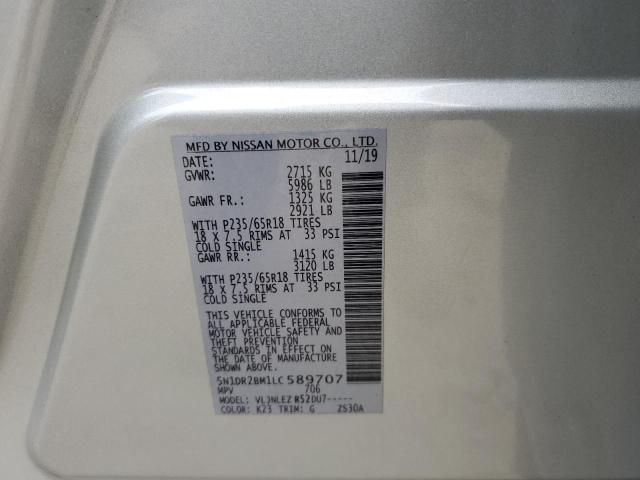 MFD BY NISSAN MOTOR CO., LTD.
DATE: 11/19
GVWR: 2715 KG
5986 LB
GAWR FR.: 1325 KG
2921 LB
WITH P235/65R18 TIRES
18 X 7.5 RIMS AT 33 PSI
COLD SINGLE
GAWR RR.: 1415 KG
3120 LB
WITH P235/65R18 TIRES
18 X 7.5 RIMS AT 33 PSI
COLD SINGLE
THIS VEHICLE CONFORMS TO
ALL APPLICABLE FEDERAL
MOTOR VEHICLE SAFETY AND
THEFT PREVENTION
STANDARDS IN EFFECT ON
THE DATE OF MANUFACTURE
SHOWN ABOVE.
5N1DR2BM1LC589707
MPV 706
MODEL: VLJNLEZ R52DU7-----
COLOR: K23 TRIM: G ZS30A